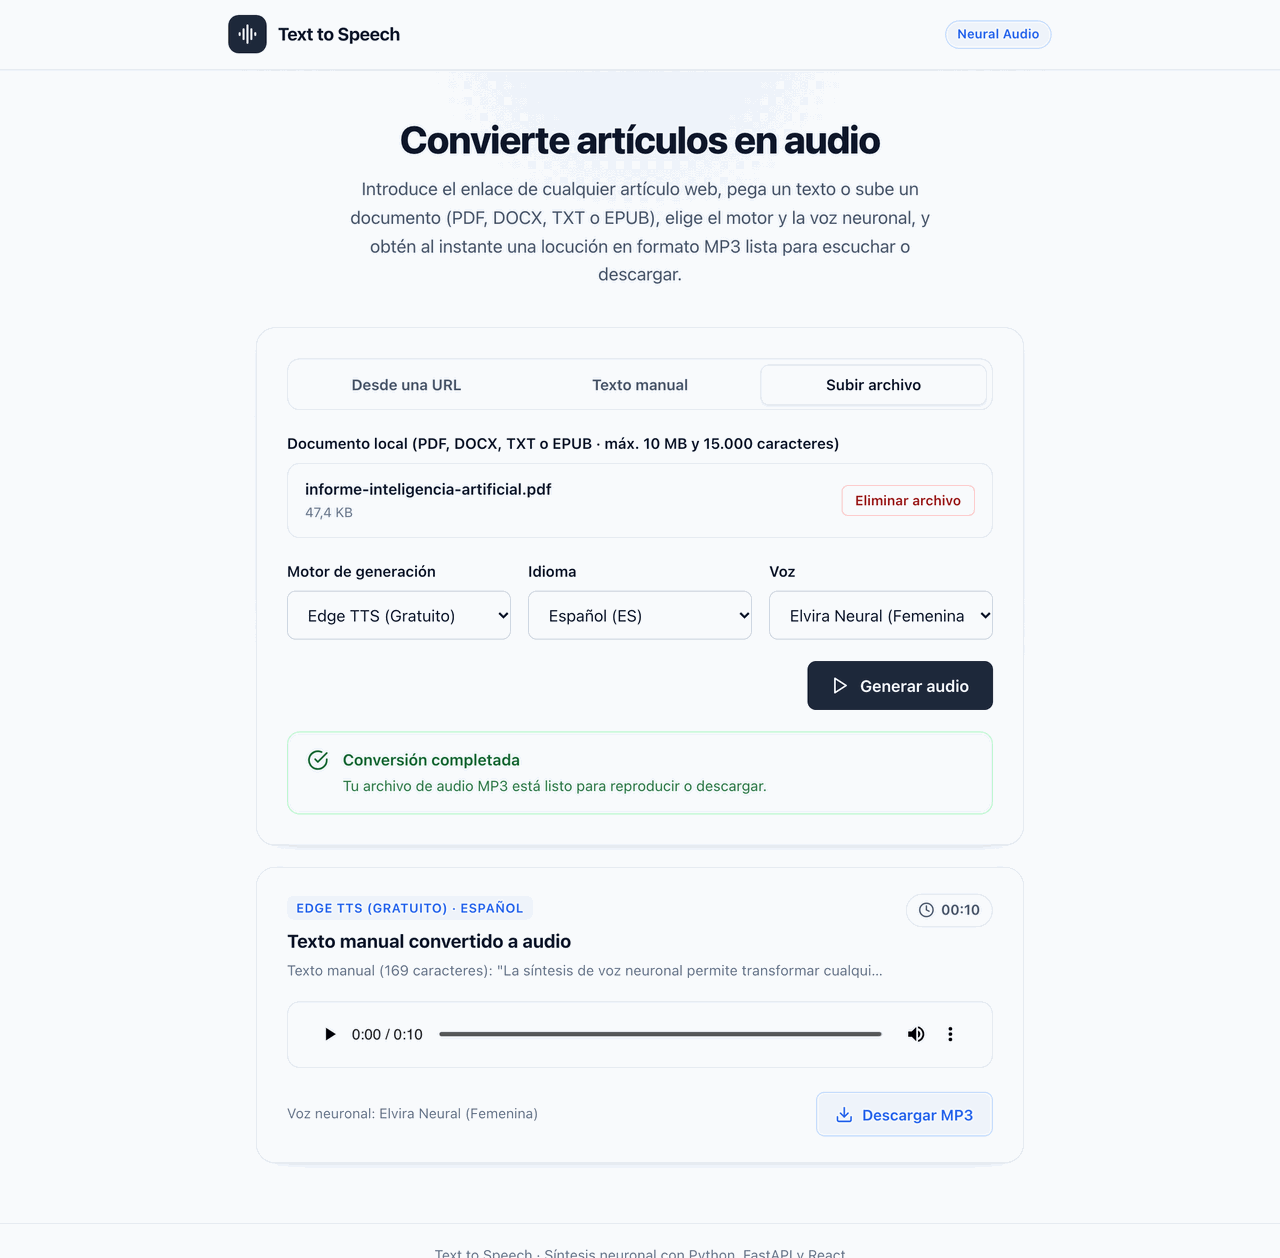 Text to Speech
Neural Audio
Convierte artículos en audio
Introduce el enlace de cualquier artículo web, pega un texto o sube un
documento (PDF, DOCX, TXT o EPUB), elige el motor y la voz neuronal, y
obtén al instante una locución en formato MP3 lista para escuchar o
descargar.
Desde una URL
Texto manual
Subir archivo
Documento local (PDF, DOCX, TXT o EPUB · máx. 10 MB y 15.000 caracteres)
informe-inteligencia-artificial.pdf
47,4 KB
Eliminar archivo
Motor de generación
Idioma
Voz
Edge TTS (Gratuito)
Español (ES)
Elvira Neural (Femenina
Generar audio
Conversión completada
Tu archivo de audio MP3 está listo para reproducir o descargar.
EDGE TTS (GRATUITO) · ESPAÑOL
00:10
Texto manual convertido a audio
Texto manual (169 caracteres): "La síntesis de voz neuronal permite transformar cualqui...
0:00 / 0:10
Voz neuronal: Elvira Neural (Femenina)
Descargar MP3
Text to Speech · Síntesis neuronal con Python, FastAPI y React